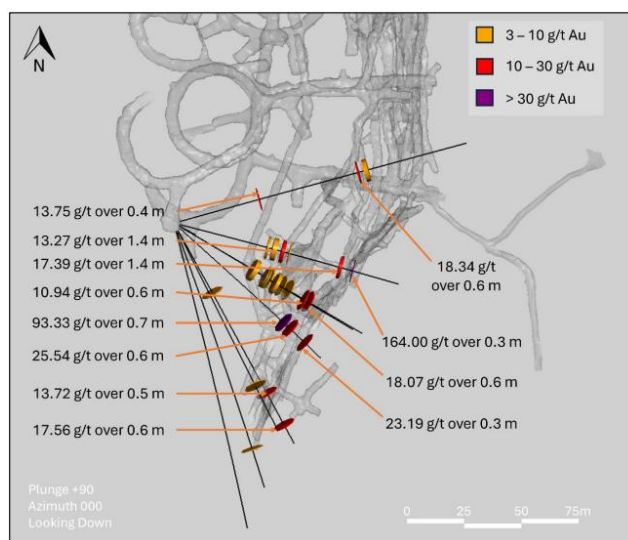 3 – 10 g/t Au
10 – 30 g/t Au
> 30 g/t Au
N
13.75 g/t over 0.4 m
13.27 g/t over 1.4 m
17.39 g/t over 1.4 m
10.94 g/t over 0.6 m
93.33 g/t over 0.7 m
25.54 g/t over 0.6 m
13.72 g/t over 0.5 m
17.56 g/t over 0.6 m
18.34 g/t
over 0.6 m
164.00 g/t over 0.3 m
18.07 g/t over 0.6 m
23.19 g/t over 0.3 m
Plunge +90
Azimuth 000
Looking Down
0 25 50 75m